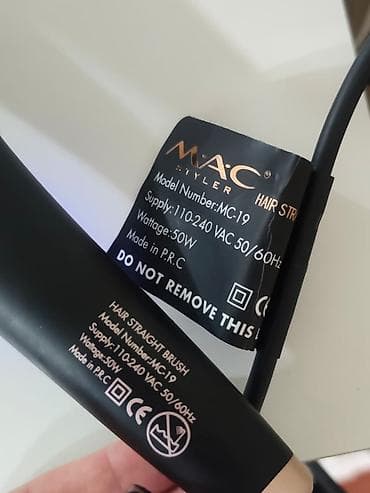 M·A·C®
STYLER
HAIR STR
Model Number:MC-19
Supply:110-240 VAC 50/60Hz
Wattage:50W
Made in P.R.C
DO NOT REMOVE THIS
CE
HAIR STRAIGHT BRUSH
Model Number:MC-19
Supply:110-240 VAC 50/60Hz
Wattage:50W
Made in P.R.C
CE